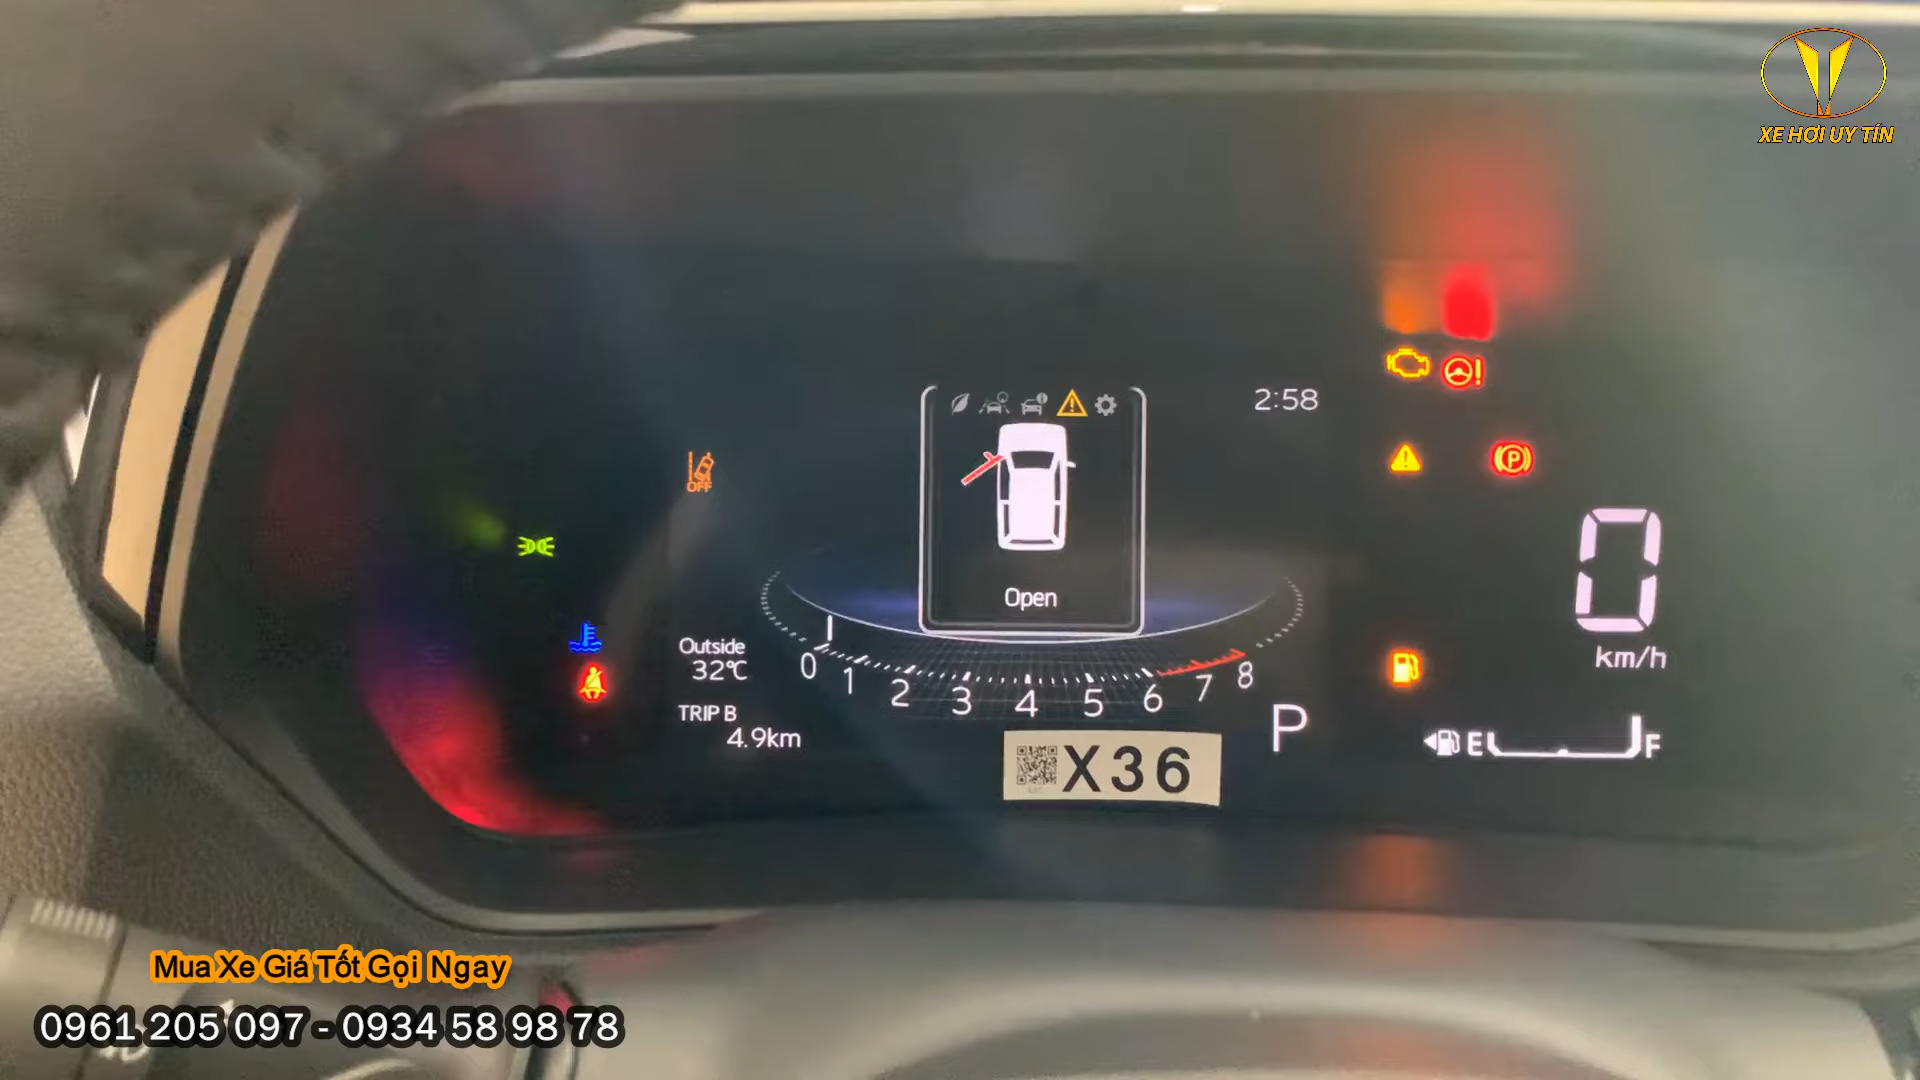 XE HƠI UY TÍN
2:58
OFF
Open
0
km/h
Outside
32℃
0 1 2 3 4 5 6 7 8
TRIP B
4.9km
P
E F
X36
Mua Xe Giá Tốt Gọi Ngay
0961 205 097 - 0934 58 98 78